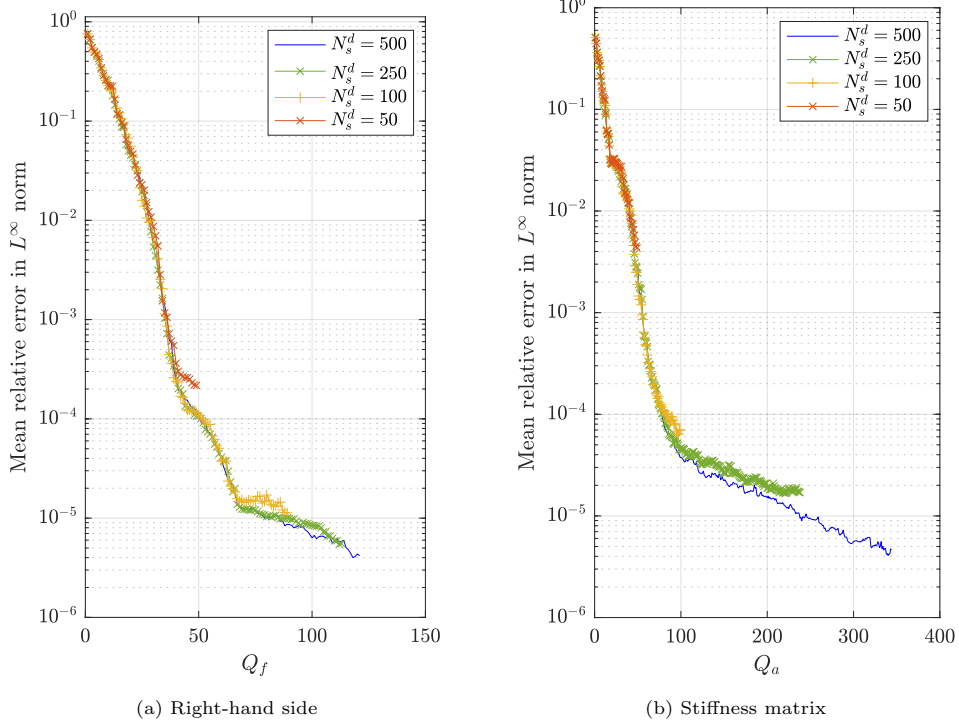 Mean relative error in $L^\infty$ norm
10^0
10^{-1}
10^{-2}
10^{-3}
10^{-4}
10^{-5}
10^{-6}
0 50 100 150
Q_f
N_s^d = 500
N_s^d = 250
N_s^d = 100
N_s^d = 50
(a) Right-hand side
Mean relative error in $L^\infty$ norm
10^0
10^{-1}
10^{-2}
10^{-3}
10^{-4}
10^{-5}
10^{-6}
0 100 200 300 400
Q_a
N_s^d = 500
N_s^d = 250
N_s^d = 100
N_s^d = 50
(b) Stiffness matrix